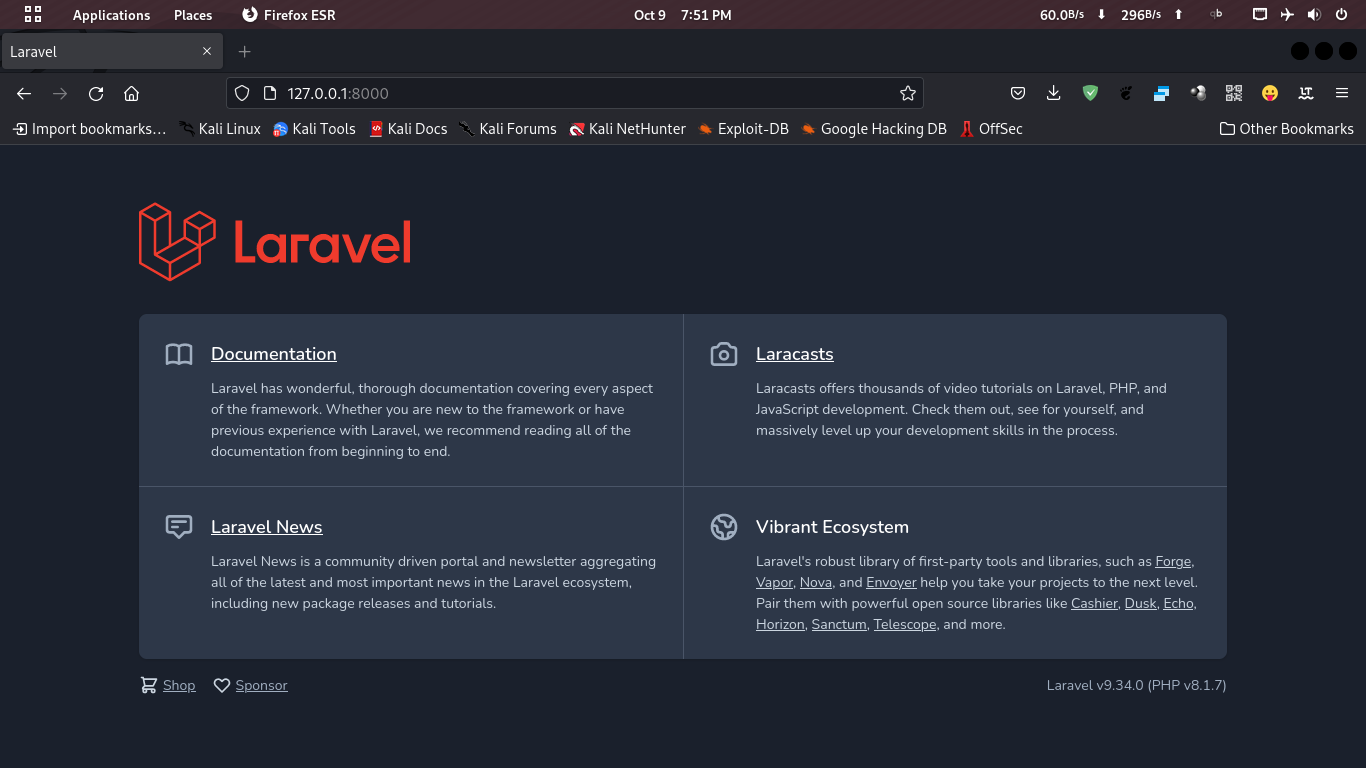 Applications Places Firefox ESR Oct 9 7:51 PM 60.0B/s 296B/s qb
Laravel
127.0.0.1:8000
Import bookmarks… Kali Linux Kali Tools Kali Docs Kali Forums Kali NetHunter Exploit-DB Google Hacking DB OffSec Other Bookmarks
Laravel
Documentation
Laravel has wonderful, thorough documentation covering every aspect
of the framework. Whether you are new to the framework or have
previous experience with Laravel, we recommend reading all of the
documentation from beginning to end.
Laracasts
Laracasts offers thousands of video tutorials on Laravel, PHP, and
JavaScript development. Check them out, see for yourself, and
massively level up your development skills in the process.
Laravel News
Laravel News is a community driven portal and newsletter aggregating
all of the latest and most important news in the Laravel ecosystem,
including new package releases and tutorials.
Vibrant Ecosystem
Laravel's robust library of first-party tools and libraries, such as Forge,
Vapor, Nova, and Envoyer help you take your projects to the next level.
Pair them with powerful open source libraries like Cashier, Dusk, Echo,
Horizon, Sanctum, Telescope, and more.
Shop Sponsor Laravel v9.34.0 (PHP v8.1.7)